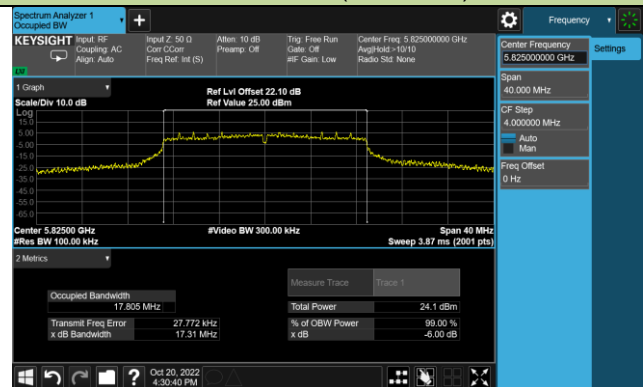 Spectrum Analyzer 1
Occupied BW
+
Frequency
KEYSIGHT
Input: RF
Coupling: AC
Align: Auto
Input Z: 50 Ω
Corr CCorr
Freq Ref: Int (S)
Atten: 10 dB
Preamp: Off
Trig: Free Run
Gate: Off
#IF Gain: Low
Center Freq: 5.825000000 GHz
Avg|Hold:>10/10
Radio Std: None
Center Frequency
5.825000000 GHz
Settings
Span
40.000 MHz
CF Step
4.000000 MHz
Auto
Man
Freq Offset
0 Hz
1 Graph
Scale/Div 10.0 dB
Ref Lvl Offset 22.10 dB
Ref Value 25.00 dBm
Log
15.0
5.00
-5.00
-15.0
-25.0
-35.0
-45.0
-55.0
-65.0
Center 5.82500 GHz
#Res BW 100.00 kHz
#Video BW 300.00 kHz
Span 40 MHz
Sweep 3.87 ms (2001 pts)
2 Metrics
Measure Trace
Trace 1
Occupied Bandwidth
17.805 MHz
Total Power
24.1 dBm
Transmit Freq Error
27.772 kHz
% of OBW Power
99.00 %
x dB Bandwidth
17.31 MHz
x dB
-6.00 dB
?
Oct 20, 2022
4:30:40 PM